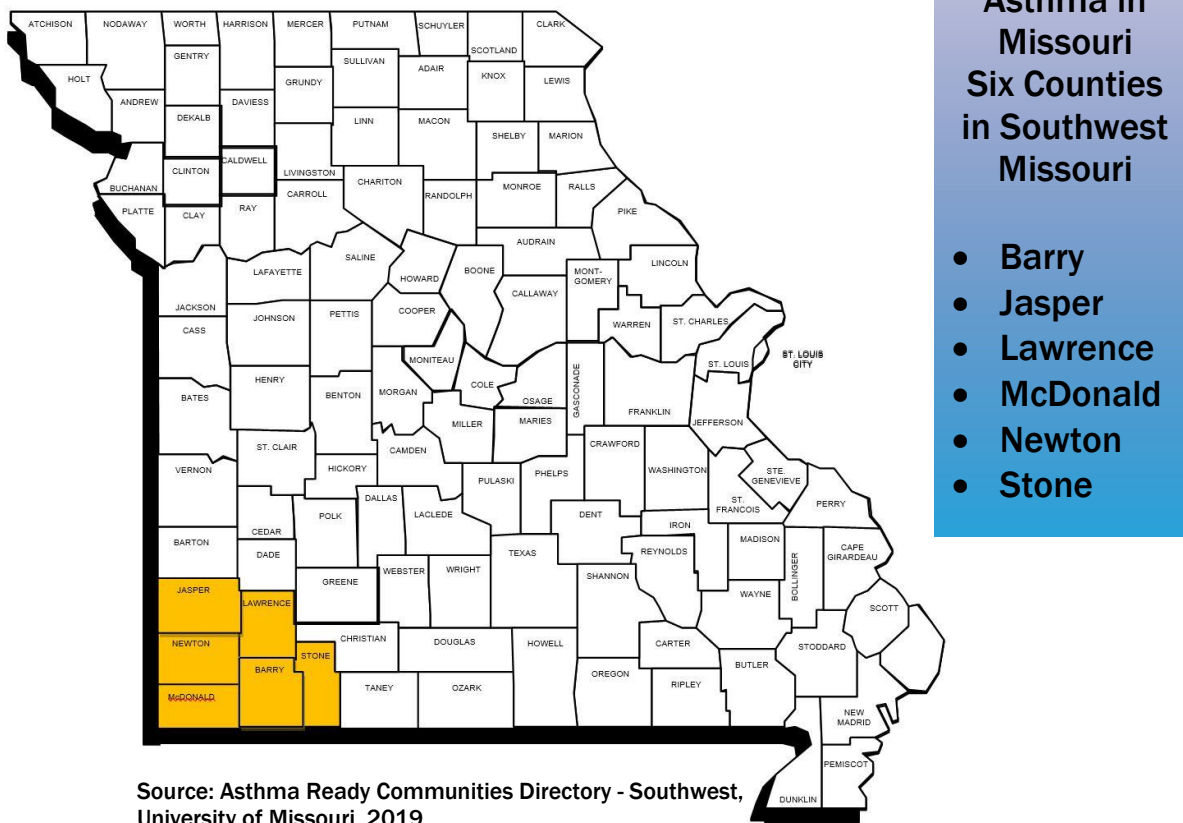 ATCHISON
NODAWAY
WORTH
HARRISON
MERCER
PUTNAM
SCHUYLER
SCOTLAND
CLARK
HOLT
GENTRY
SULLIVAN
ADAIR
KNOX
LEWIS
GRUNDY
ANDREW
DAVIESS
DEKALB
LINN
MACON
SHELBY
MARION
BUCHANAN
CLINTON
CALDWELL
LIVINGSTON
CHARITON
RANDOLPH
MONROE
RALLS
PLATTE
CLAY
RAY
CARROLL
PIKE
AUDRAIN
LAFAYETTE
SALINE
HOWARD
BOONE
CALLAWAY
MONT-
GOMERY
LINCOLN
JACKSON
JOHNSON
PETTIS
COOPER
WARREN
ST. CHARLES
CASS
MONITEAU
COLE
ST. LOUIS
ST. LOUIS
CITY
BATES
HENRY
BENTON
MORGAN
OSAGE
GASCONADE
FRANKLIN
JEFFERSON
MILLER
MARIES
ST. CLAIR
CAMDEN
CRAWFORD
VERNON
HICKORY
PULASKI
PHELPS
WASHINGTON
STE.
GENEVIEVE
ST.
FRANCOIS
PERRY
CEDAR
POLK
DALLAS
LACLEDE
DENT
IRON
BARTON
DADE
TEXAS
REYNOLDS
MADISON
BOLLINGER
CAPE
GIRARDEAU
JASPER
GREENE
WEBSTER
WRIGHT
SHANNON
WAYNE
SCOTT
LAWRENCE
NEWTON
CHRISTIAN
DOUGLAS
HOWELL
CARTER
STODDARD
BARRY
STONE
McDONALD
TANEY
OZARK
OREGON
RIPLEY
BUTLER
NEW
MADRID
PEMISCOT
DUNKLIN
Source: Asthma Ready Communities Directory - Southwest,
University of Missouri, 2019
Asthma in
Missouri
Six Counties
in Southwest
Missouri
• Barry
• Jasper
• Lawrence
• McDonald
• Newton
• Stone